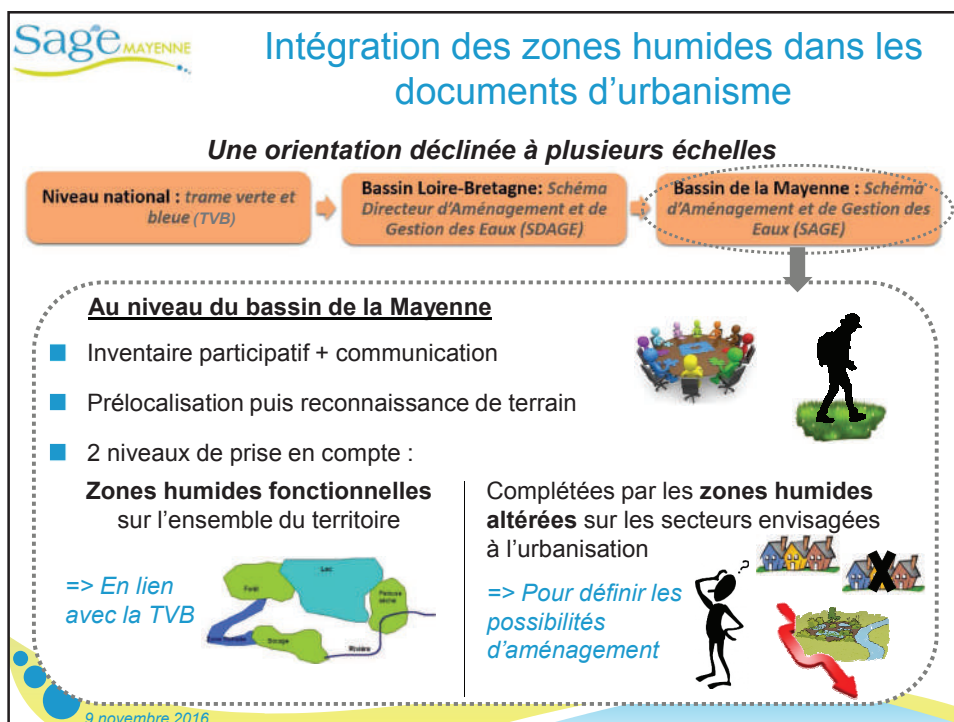 Sage MAYENNE
Intégration des zones humides dans les
documents d'urbanisme
Une orientation déclinée à plusieurs échelles
Niveau national : trame verte et
bleue (TVB)
Bassin Loire-Bretagne: Schéma
Directeur d'Aménagement et de
Gestion des Eaux (SDAGE)
Bassin de la Mayenne : Schéma
d'Aménagement et de Gestion des
Eaux (SAGE)
Au niveau du bassin de la Mayenne
Inventaire participatif + communication
Prélocalisation puis reconnaissance de terrain
2 niveaux de prise en compte :
Zones humides fonctionnelles
sur l'ensemble du territoire
=> En lien
avec la TVB
Forêt
Lac
Pelouse
sèche
Zone humide
Bocage
Rivière
Complétées par les zones humides
altérées sur les secteurs envisagées
à l'urbanisation
=> Pour définir les
possibilités
d'aménagement
?
X
9 novembre 2016